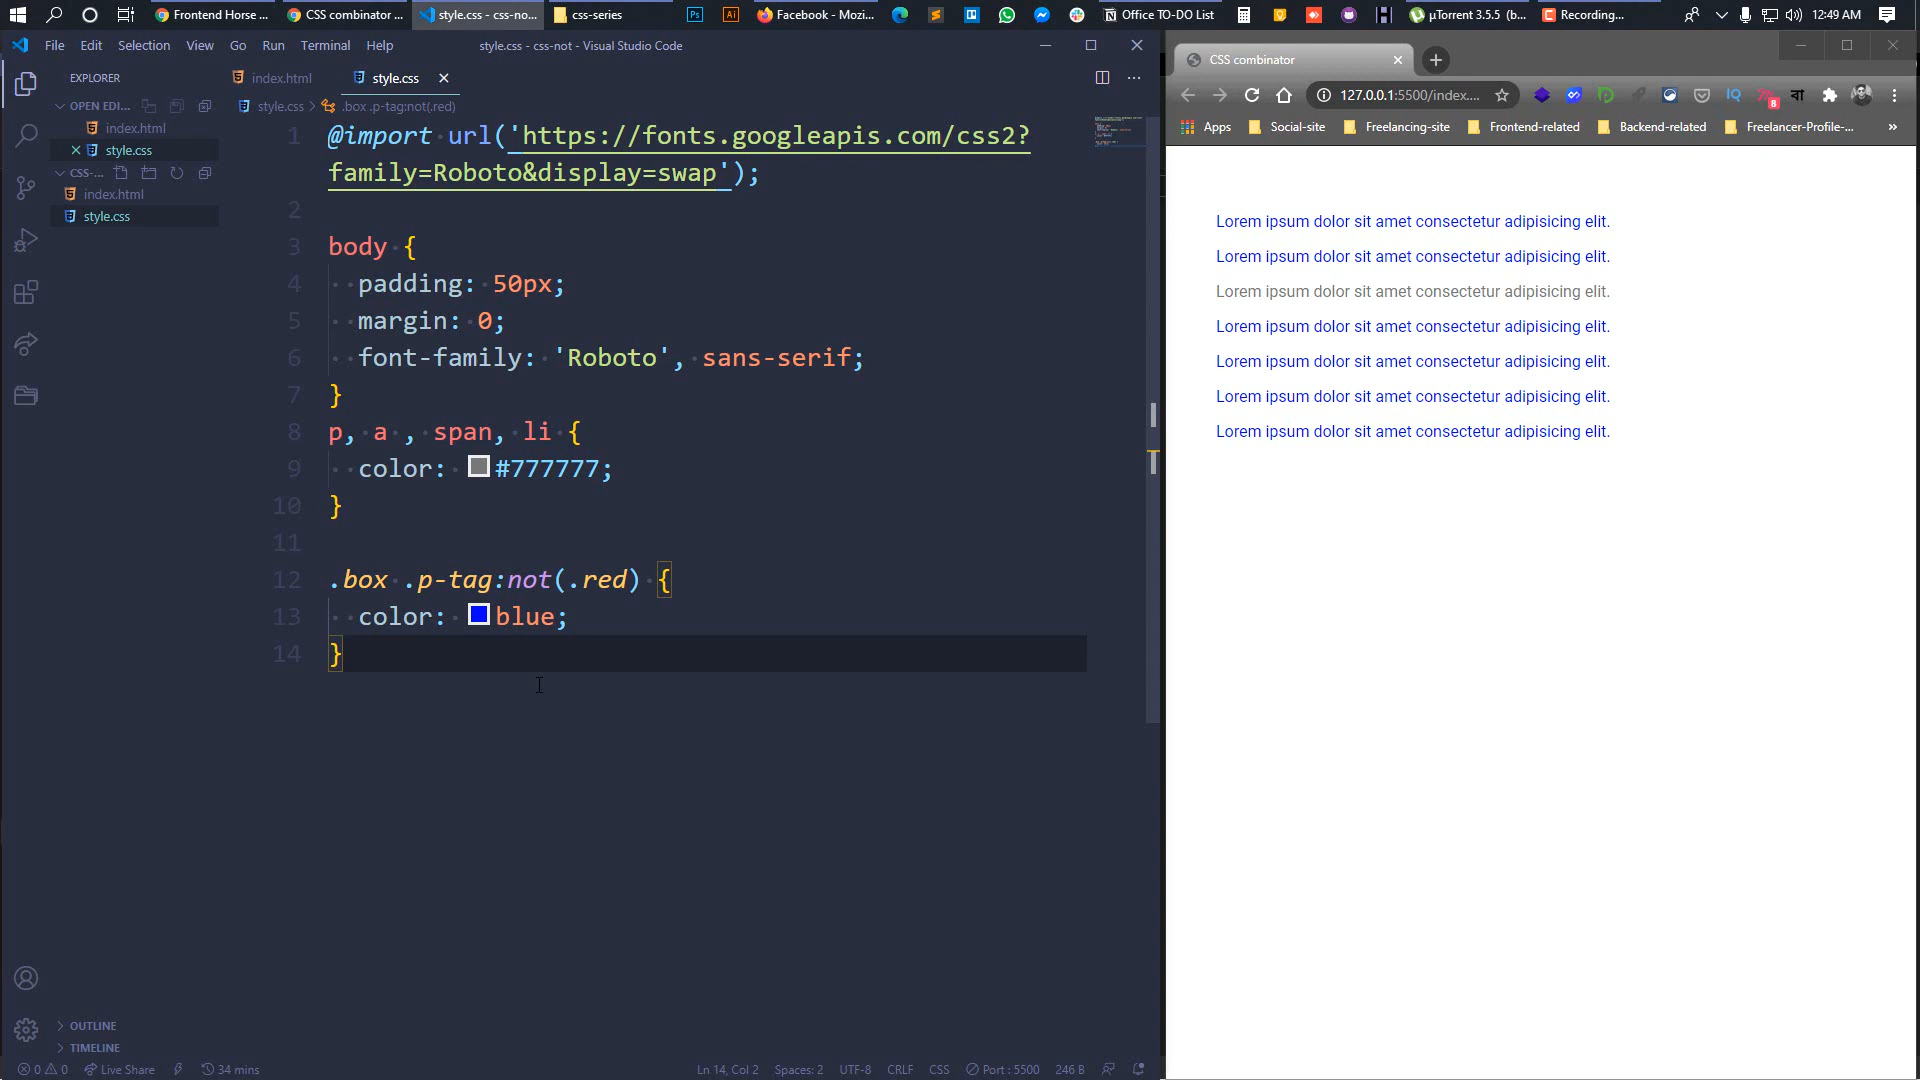 Frontend Horse ...
CSS combinator ...
style.css - css-no...
css-series
Ps
Ai
Facebook - Mozi...
Office TO-DO List
µTorrent 3.5.5 (b...
Recording...
12:49 AM
File Edit Selection View Go Run Terminal Help
style.css - css-not - Visual Studio Code
EXPLORER
OPEN EDI...
index.html
style.css
CSS-...
index.html
style.css
index.html
style.css
style.css > .box .p-tag:not(.red)
1 @import url('https://fonts.googleapis.com/css2?
family=Roboto&display=swap');
2
3 body {
4 padding: 50px;
5 margin: 0;
6 font-family: 'Roboto', sans-serif;
7 }
8 p, a , span, li {
9 color: #777777;
10 }
11
12 .box .p-tag:not(.red) {
13 color: blue;
14 }
OUTLINE
TIMELINE
0 0 Live Share 34 mins
Ln 14, Col 2 Spaces: 2 UTF-8 CRLF CSS Port : 5500 246 B
CSS combinator
127.0.0.1:5500/index....
8
IQ
বা
Apps Social-site Freelancing-site Frontend-related Backend-related Freelancer-Profile-... »
Lorem ipsum dolor sit amet consectetur adipisicing elit.
Lorem ipsum dolor sit amet consectetur adipisicing elit.
Lorem ipsum dolor sit amet consectetur adipisicing elit.
Lorem ipsum dolor sit amet consectetur adipisicing elit.
Lorem ipsum dolor sit amet consectetur adipisicing elit.
Lorem ipsum dolor sit amet consectetur adipisicing elit.
Lorem ipsum dolor sit amet consectetur adipisicing elit.